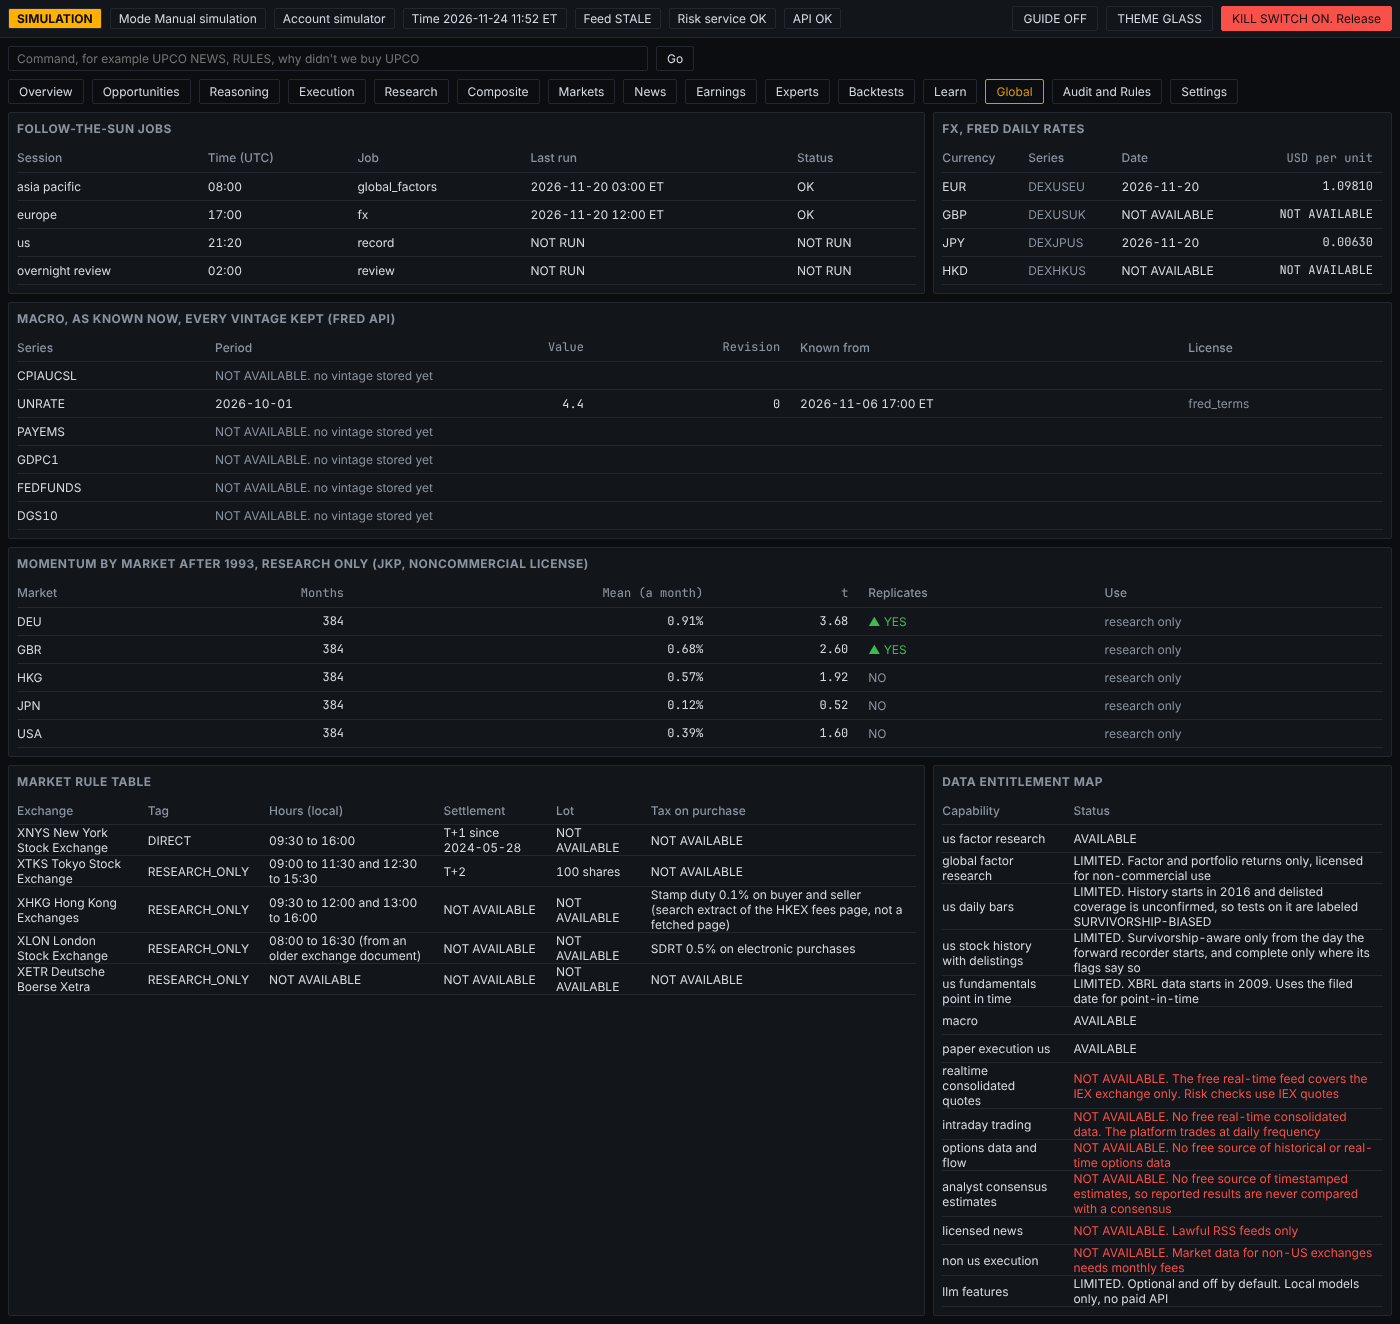 SIMULATION
Mode Manual simulation
Account simulator
Time 2026-11-24 11:52 ET
Feed STALE
Risk service OK
API OK
GUIDE OFF
THEME GLASS
KILL SWITCH ON. Release
Command, for example UPCO NEWS, RULES, why didn't we buy UPCO
Go
Overview
Opportunities
Reasoning
Execution
Research
Composite
Markets
News
Earnings
Experts
Backtests
Learn
Global
Audit and Rules
Settings
FOLLOW-THE-SUN JOBS
Session Time (UTC) Job Last run Status
asia pacific 08:00 global_factors 2026-11-20 03:00 ET OK
europe 17:00 fx 2026-11-20 12:00 ET OK
us 21:20 record NOT RUN NOT RUN
overnight review 02:00 review NOT RUN NOT RUN
FX, FRED DAILY RATES
Currency Series Date USD per unit
EUR DEXUSEU 2026-11-20 1.09810
GBP DEXUSUK NOT AVAILABLE NOT AVAILABLE
JPY DEXJPUS 2026-11-20 0.00630
HKD DEXHKUS NOT AVAILABLE NOT AVAILABLE
MACRO, AS KNOWN NOW, EVERY VINTAGE KEPT (FRED API)
Series Period Value Revision Known from License
CPIAUCSL NOT AVAILABLE. no vintage stored yet
UNRATE 2026-10-01 4.4 0 2026-11-06 17:00 ET fred_terms
PAYEMS NOT AVAILABLE. no vintage stored yet
GDPC1 NOT AVAILABLE. no vintage stored yet
FEDFUNDS NOT AVAILABLE. no vintage stored yet
DGS10 NOT AVAILABLE. no vintage stored yet
MOMENTUM BY MARKET AFTER 1993, RESEARCH ONLY (JKP, NONCOMMERCIAL LICENSE)
Market Months Mean (a month) t Replicates Use
DEU 384 0.91% 3.68 ▲ YES research only
GBR 384 0.68% 2.60 ▲ YES research only
HKG 384 0.57% 1.92 NO research only
JPN 384 0.12% 0.52 NO research only
USA 384 0.39% 1.60 NO research only
MARKET RULE TABLE
Exchange Tag Hours (local) Settlement Lot Tax on purchase
XNYS New York
Stock Exchange
DIRECT
09:30 to 16:00
T+1 since
2024-05-28
NOT
AVAILABLE
NOT AVAILABLE
XTKS Tokyo Stock
Exchange
RESEARCH_ONLY
09:00 to 11:30 and 12:30
to 15:30
T+2
100 shares
NOT AVAILABLE
XHKG Hong Kong
Exchanges
RESEARCH_ONLY
09:30 to 12:00 and 13:00
to 16:00
NOT AVAILABLE
NOT
AVAILABLE
Stamp duty 0.1% on buyer and seller
(search extract of the HKEX fees page, not a
fetched page)
XLON London
Stock Exchange
RESEARCH_ONLY
08:00 to 16:30 (from an
older exchange document)
NOT AVAILABLE
NOT
AVAILABLE
SDRT 0.5% on electronic purchases
XETR Deutsche
Boerse Xetra
RESEARCH_ONLY
NOT AVAILABLE
NOT AVAILABLE
NOT
AVAILABLE
NOT AVAILABLE
DATA ENTITLEMENT MAP
Capability Status
us factor research
AVAILABLE
global factor
research
LIMITED. Factor and portfolio returns only, licensed
for non-commercial use
us daily bars
LIMITED. History starts in 2016 and delisted
coverage is unconfirmed, so tests on it are labeled
SURVIVORSHIP-BIASED
us stock history
with delistings
LIMITED. Survivorship-aware only from the day the
forward recorder starts, and complete only where its
flags say so
us fundamentals
point in time
LIMITED. XBRL data starts in 2009. Uses the filed
date for point-in-time
macro
AVAILABLE
paper execution us
AVAILABLE
realtime
consolidated
quotes
NOT AVAILABLE. The free real-time feed covers the
IEX exchange only. Risk checks use IEX quotes
intraday trading
NOT AVAILABLE. No free real-time consolidated
data. The platform trades at daily frequency
options data and
flow
NOT AVAILABLE. No free source of historical or real-
time options data
analyst consensus
estimates
NOT AVAILABLE. No free source of timestamped
estimates, so reported results are never compared
with a consensus
licensed news
NOT AVAILABLE. Lawful RSS feeds only
non us execution
NOT AVAILABLE. Market data for non-US exchanges
needs monthly fees
llm features
LIMITED. Optional and off by default. Local models
only, no paid API